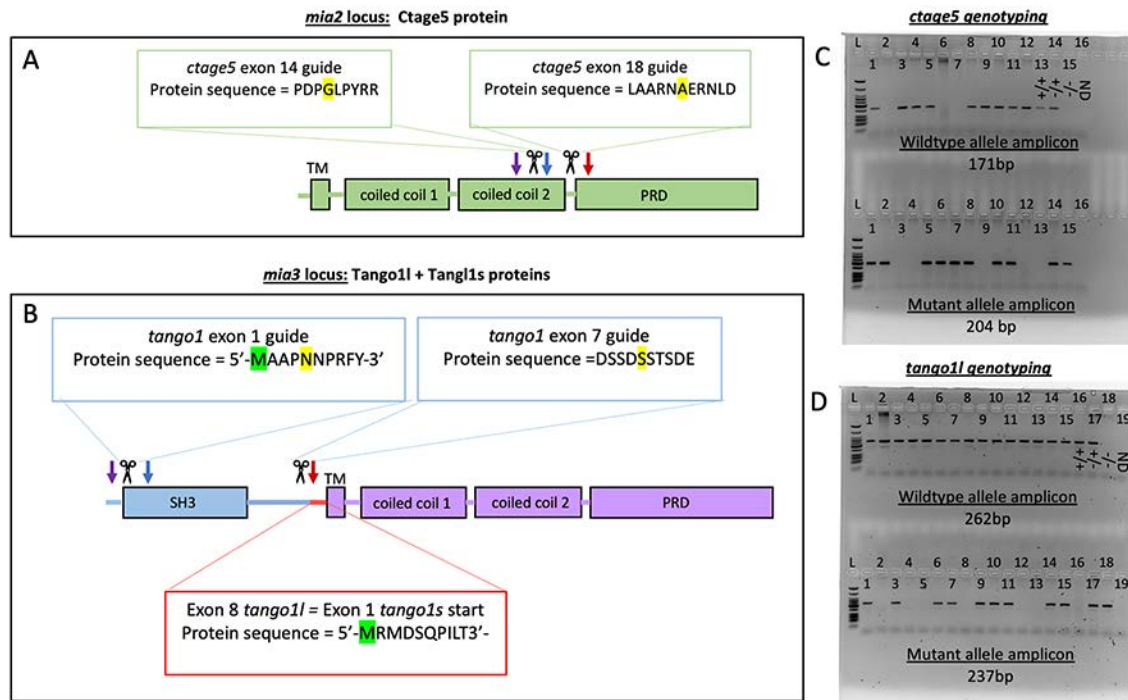 mia2 locus: Ctage5 protein
A
ctage5 exon 14 guide
Protein sequence = PDPGLPYRR
ctage5 exon 18 guide
Protein sequence = LAARNAERNLD
TM
coiled coil 1
coiled coil 2
PRD
mia3 locus: Tango1l + Tangl1s proteins
B
tango1 exon 1 guide
Protein sequence = 5’-MAAPNNPRFY-3’
tango1 exon 7 guide
Protein sequence =DSSDSSTSDE
SH3
TM
coiled coil 1
coiled coil 2
PRD
Exon 8 tango1l = Exon 1 tango1s start
Protein sequence = 5’-MRMDSQPILT3’-
ctage5 genotyping
C
L 2 4 6 8 10 12 14 16
1 3 5 7 9 11 13 15
+/+ +/- -/- ND
Wildtype allele amplicon
171bp
L 2 4 6 8 10 12 14 16
1 3 5 7 9 11 13 15
Mutant allele amplicon
204 bp
tango1l genotyping
D
L 2 4 6 8 10 12 14 16 18
1 3 5 7 9 11 13 15 17 19
+/+ +/- -/- ND
Wildtype allele amplicon
262bp
L 2 4 6 8 10 12 14 16 18
1 3 5 7 9 11 13 15 17 19
Mutant allele amplicon
237bp